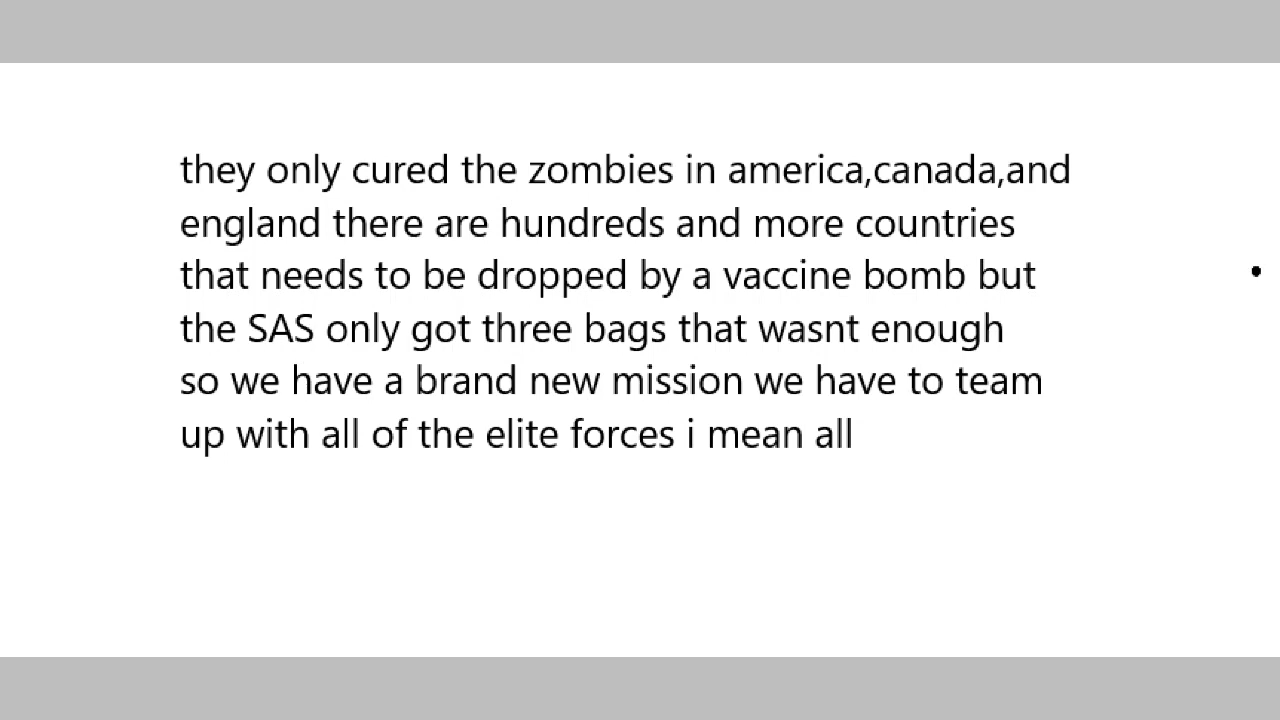 they only cured the zombies in america,canada,and
england there are hundreds and more countries
that needs to be dropped by a vaccine bomb but
the SAS only got three bags that wasnt enough
so we have a brand new mission we have to team
up with all of the elite forces i mean all